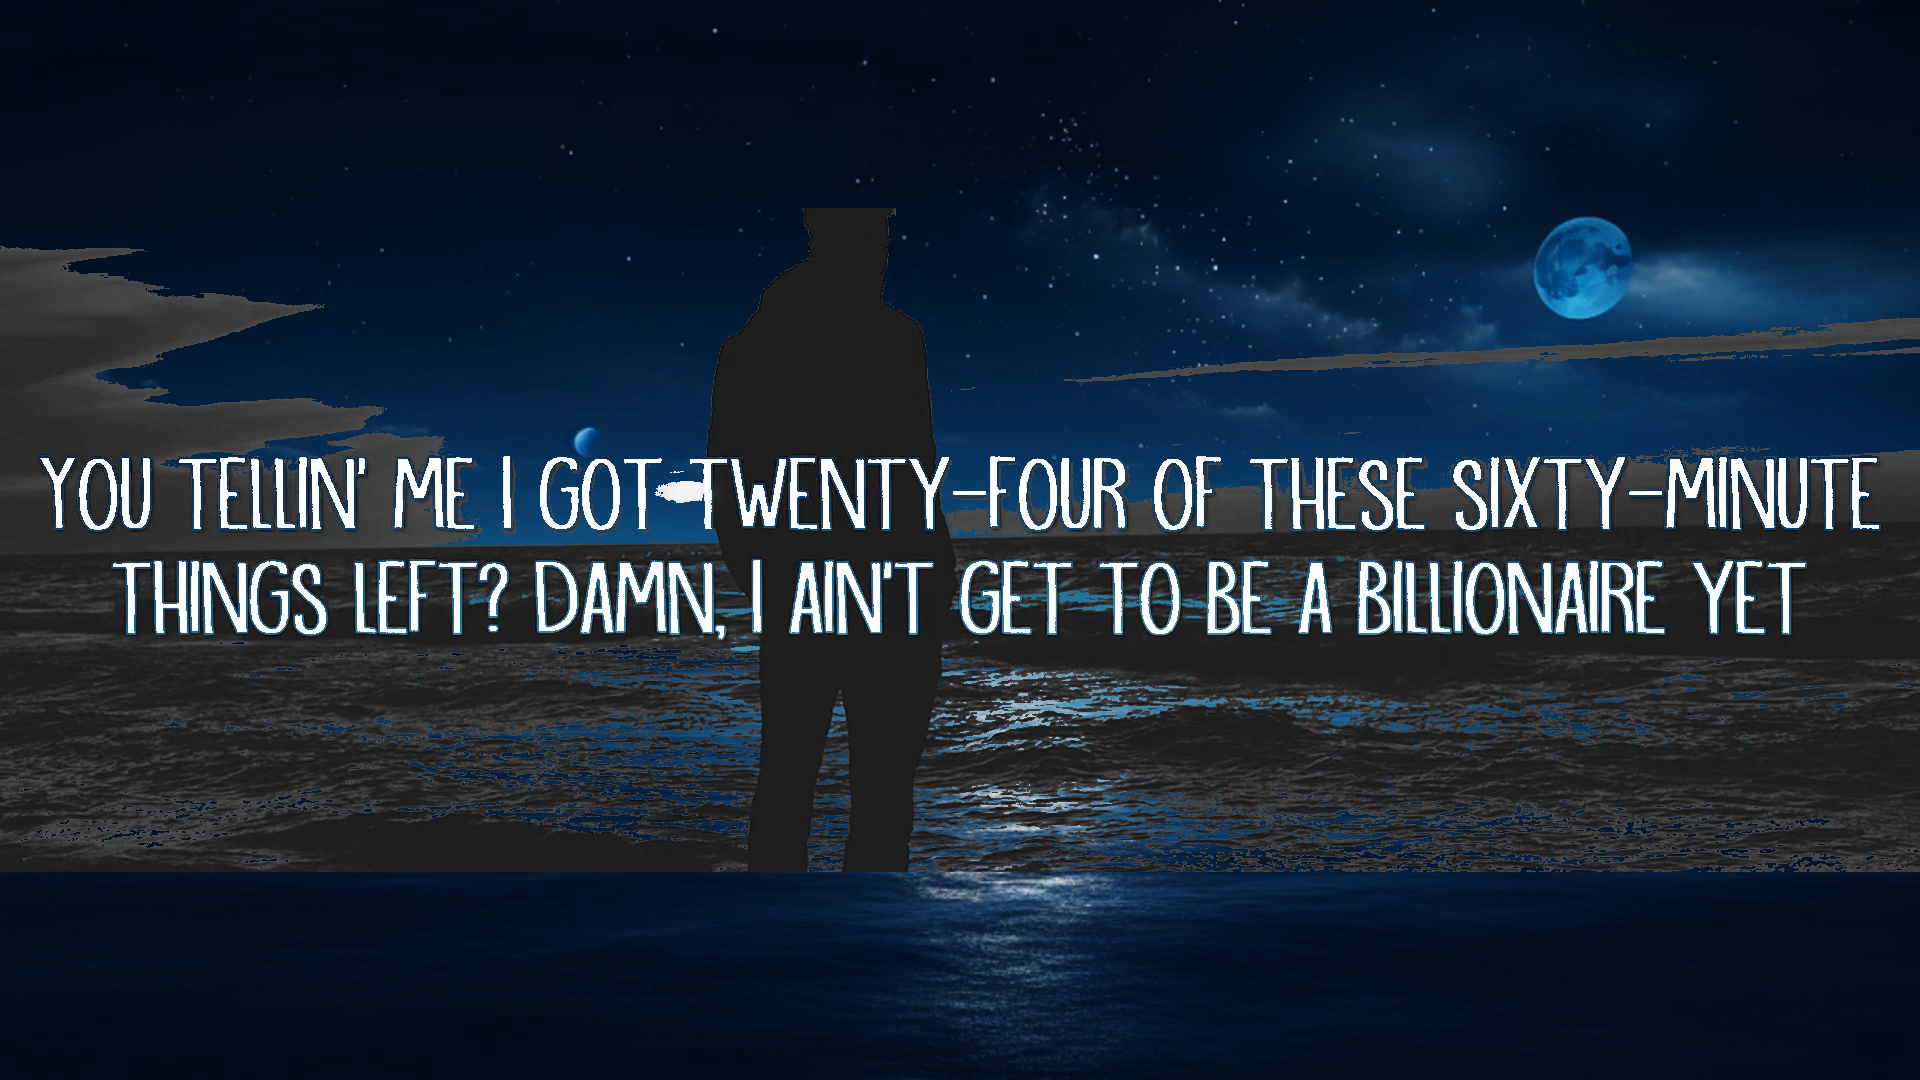 YOU TELLIN' ME I GOT TWENTY-FOUR OF THESE SIXTY-MINUTE
THINGS LEFT? DAMN, I AIN'T GET TO BE A BILLIONAIRE YET